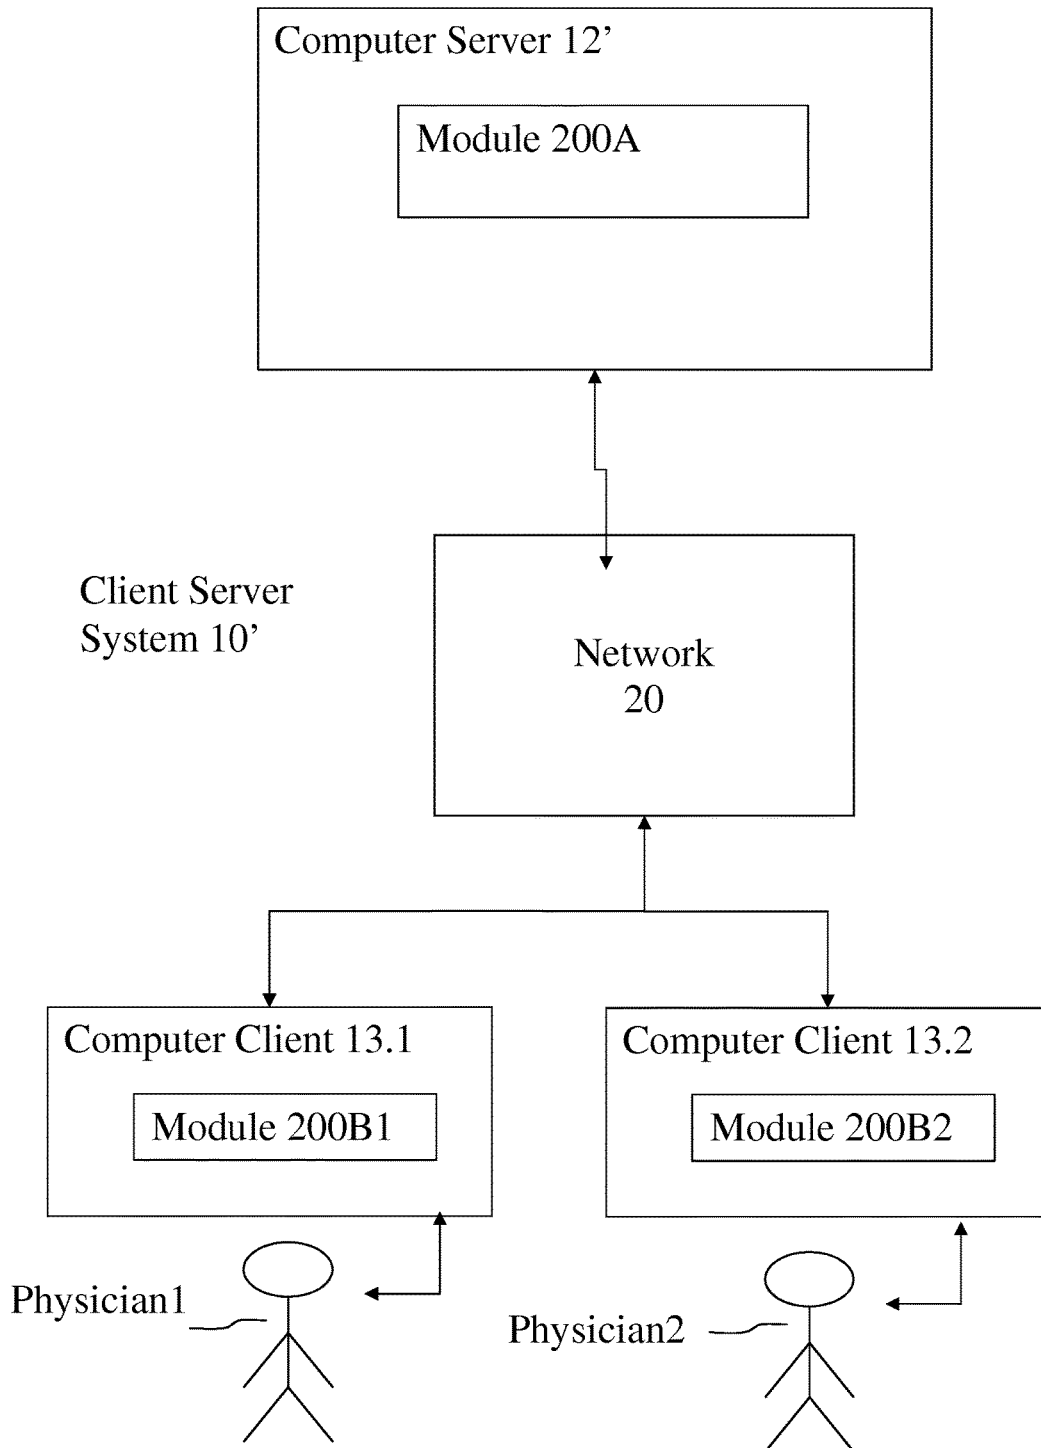 Computer Server 12’
Module 200A
Client Server
System 10’
Network
20
Computer Client 13.1
Module 200B1
Computer Client 13.2
Module 200B2
Physician1
Physician2